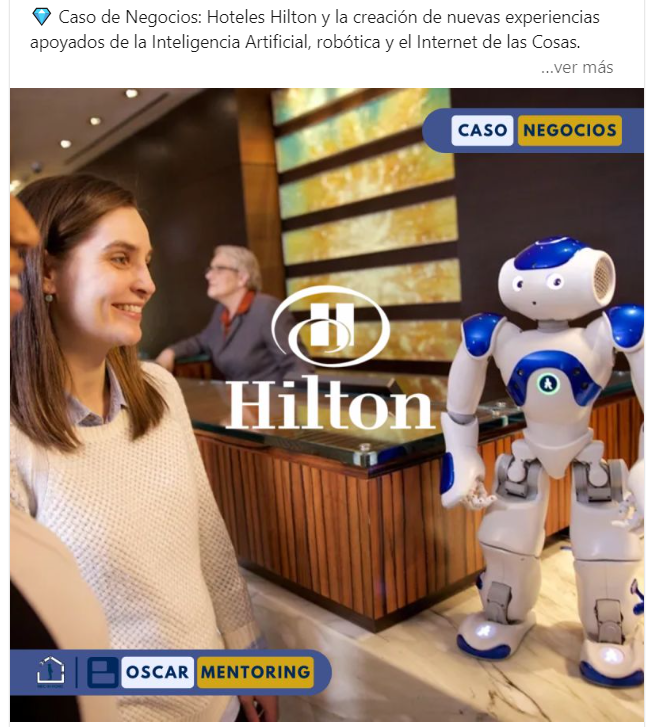 💎 Caso de Negocios: Hoteles Hilton y la creación de nuevas experiencias
apoyados de la Inteligencia Artificial, robótica y el Internet de las Cosas.
...ver más
CASO NEGOCIOS
Hilton
OSCAR MENTORING